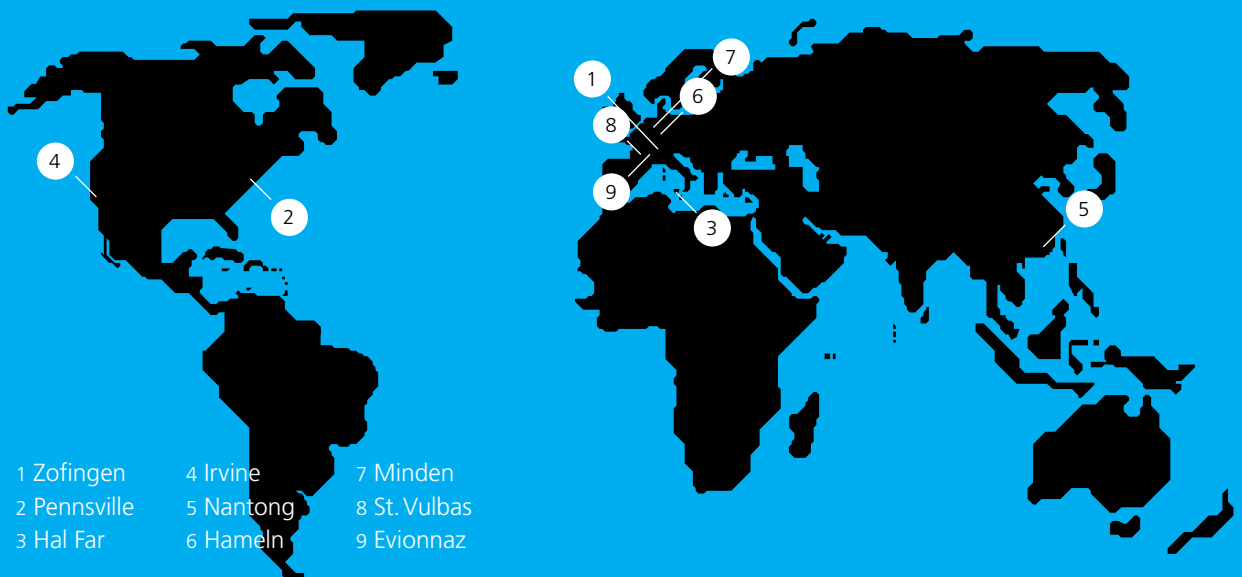 7
1
6
8
4
9
5
2
3
1 Zofingen
2 Pennsville
3 Hal Far
4 Irvine
5 Nantong
6 Hameln
7 Minden
8 St. Vulbas
9 Evionnaz